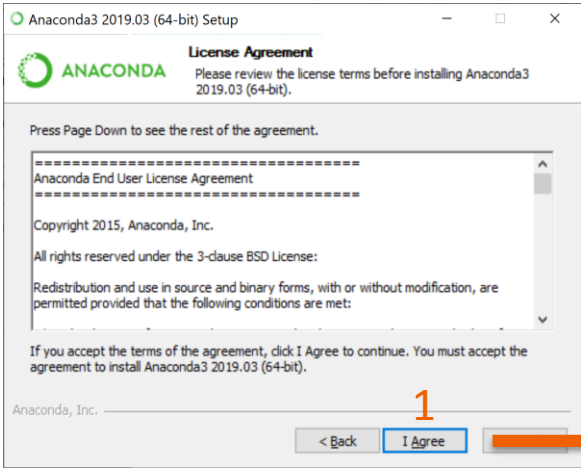 Anaconda3 2019.03 (64-bit) Setup
ANACONDA
License Agreement
Please review the license terms before installing Anaconda3
2019.03 (64-bit).
Press Page Down to see the rest of the agreement.
===================================
Anaconda End User License Agreement
===================================
Copyright 2015, Anaconda, Inc.
All rights reserved under the 3-clause BSD License:
Redistribution and use in source and binary forms, with or without modification, are
permitted provided that the following conditions are met:
If you accept the terms of the agreement, click I Agree to continue. You must accept the
agreement to install Anaconda3 2019.03 (64-bit).
Anaconda, Inc.
1
< Back
I Agree